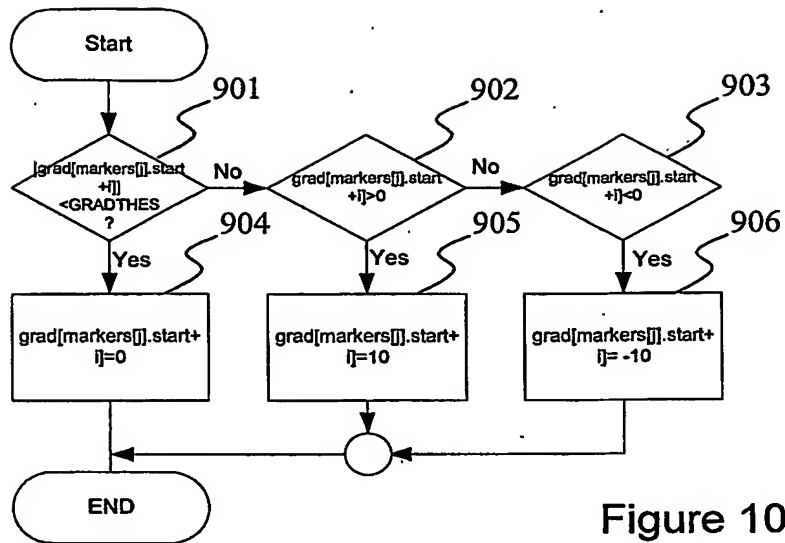 Start
901
902
903
|grad[markers[j].start
+i]|
<GRADTHES
?
No
grad[markers[j].start
+i]>0
No
grad[markers[j].start
+i]<0
904
905
906
Yes
Yes
Yes
grad[markers[j].start+
i]=0
grad[markers[j].start+
i]=10
grad[markers[j].start+
i]= -10
END
Figure 10